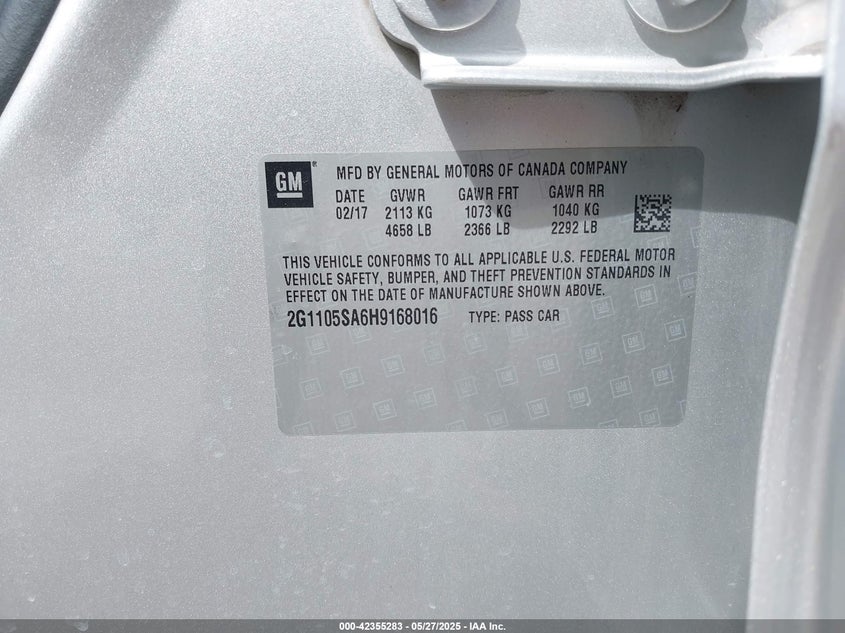 GM ® MFD BY GENERAL MOTORS OF CANADA COMPANY
DATE GVWR GAWR FRT GAWR RR
02/17 2113 KG 1073 KG 1040 KG
4658 LB 2366 LB 2292 LB
THIS VEHICLE CONFORMS TO ALL APPLICABLE U.S. FEDERAL MOTOR
VEHICLE SAFETY, BUMPER, AND THEFT PREVENTION STANDARDS IN
EFFECT ON THE DATE OF MANUFACTURE SHOWN ABOVE.
2G1105SA6H9168016 TYPE: PASS CAR
000-42355283 - 05/27/2025 - IAA Inc.